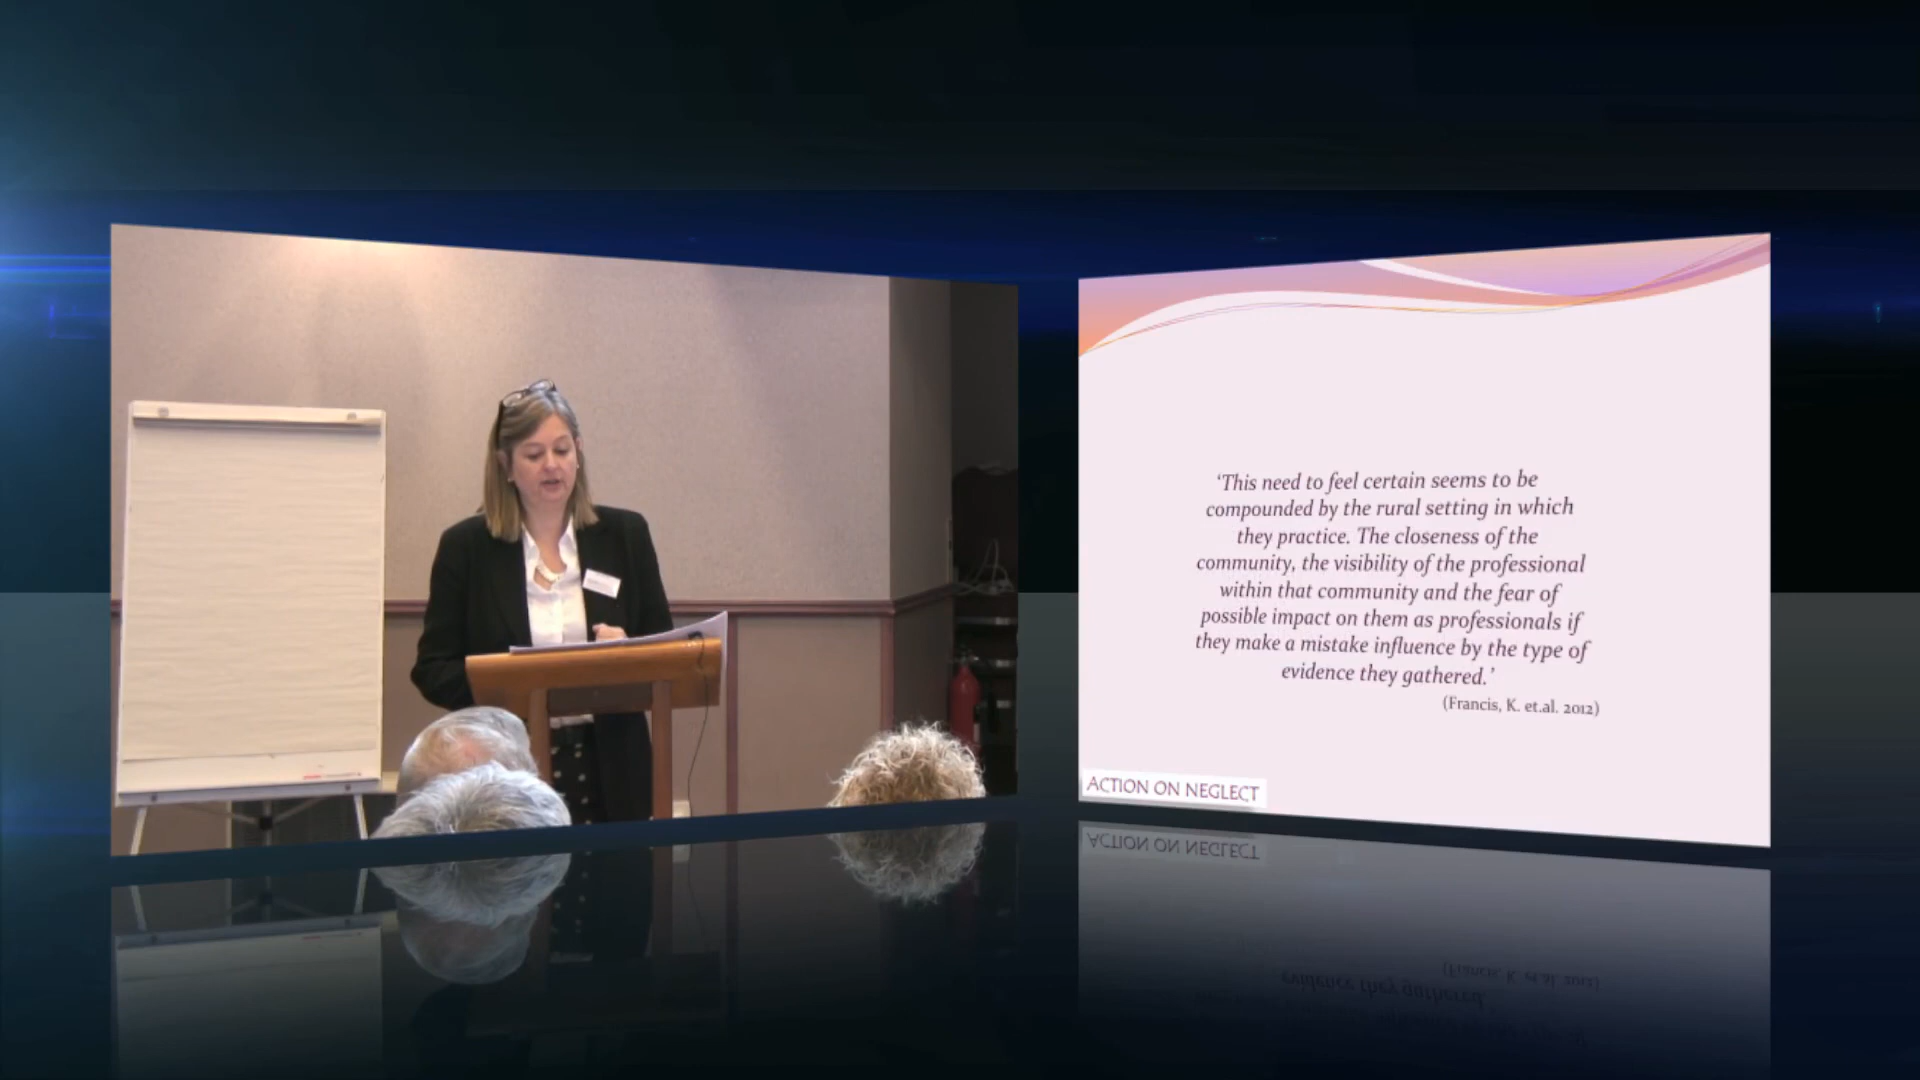 ‘This need to feel certain seems to be
compounded by the rural setting in which
they practice. The closeness of the
community, the visibility of the professional
within that community and the fear of
possible impact on them as professionals if
they make a mistake influence by the type of
evidence they gathered.’
(Francis, K. et.al. 2012)
ACTION ON NEGLECT